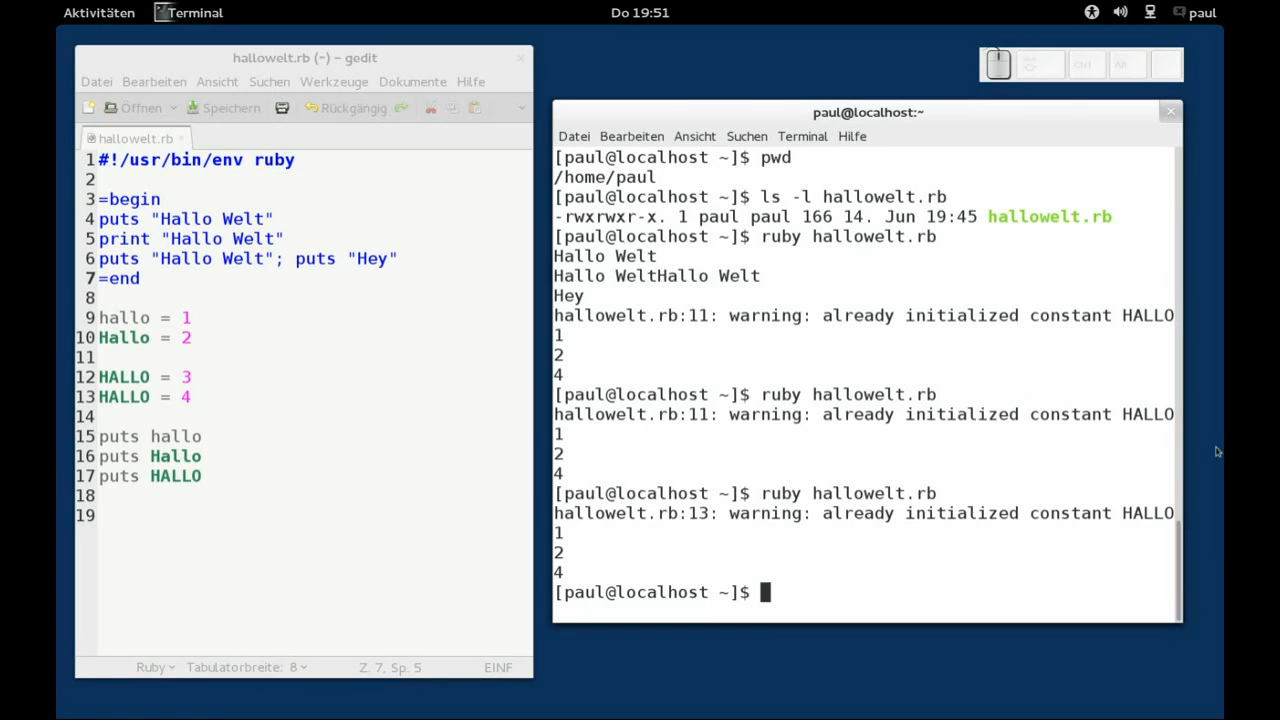 Aktivitäten Terminal Do 19:51 paul
hallowelt.rb (~) – gedit
Datei Bearbeiten Ansicht Suchen Werkzeuge Dokumente Hilfe
Öffnen Speichern Rückgängig
hallowelt.rb
1 #!/usr/bin/env ruby
2
3 =begin
4 puts "Hallo Welt"
5 print "Hallo Welt"
6 puts "Hallo Welt"; puts "Hey"
7 =end
8
9 hallo = 1
10 Hallo = 2
11
12 HALLO = 3
13 HALLO = 4
14
15 puts hallo
16 puts Hallo
17 puts HALLO
18
19
Ruby Tabulatorbreite: 8 Z. 7, Sp. 5 EINF
Ctrl Alt
paul@localhost:~
Datei Bearbeiten Ansicht Suchen Terminal Hilfe
[paul@localhost ~]$ pwd
/home/paul
[paul@localhost ~]$ ls -l hallowelt.rb
-rwxrwxr-x. 1 paul paul 166 14. Jun 19:45 hallowelt.rb
[paul@localhost ~]$ ruby hallowelt.rb
Hallo Welt
Hallo WeltHallo Welt
Hey
hallowelt.rb:11: warning: already initialized constant HALLO
1
2
4
[paul@localhost ~]$ ruby hallowelt.rb
hallowelt.rb:11: warning: already initialized constant HALLO
1
2
4
[paul@localhost ~]$ ruby hallowelt.rb
hallowelt.rb:13: warning: already initialized constant HALLO
1
2
4
[paul@localhost ~]$